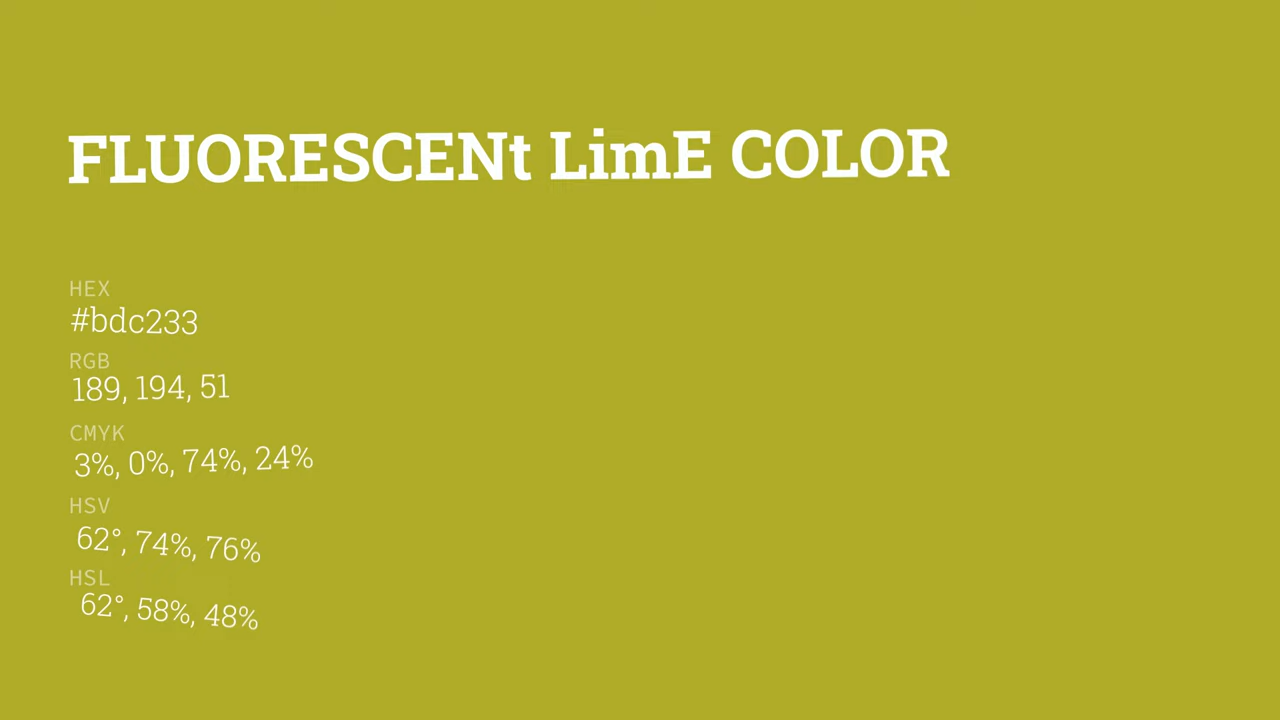 FLUORESCENt LimE COLOR
HEX
#bdc233
RGB
189, 194, 51
CMYK
3%, 0%, 74%, 24%
HSV
62°, 74%, 76%
HSL
62°, 58%, 48%